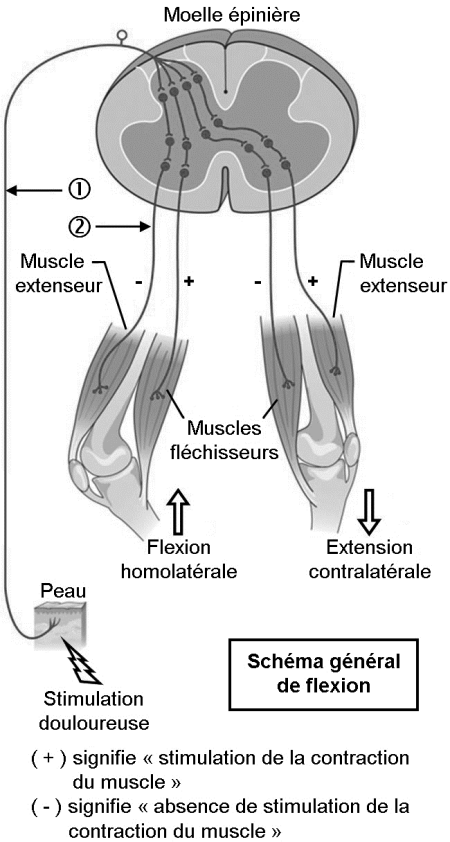 Moelle épinière
①
②
Muscle
extenseur
-
+
-
+
Muscle
extenseur
Muscles
fléchisseurs
Flexion
homolatérale
Extension
contralatérale
Peau
Stimulation
douloureuse
Schéma général
de flexion
( + ) signifie « stimulation de la contraction
du muscle »
( - ) signifie « absence de stimulation de la
contraction du muscle »